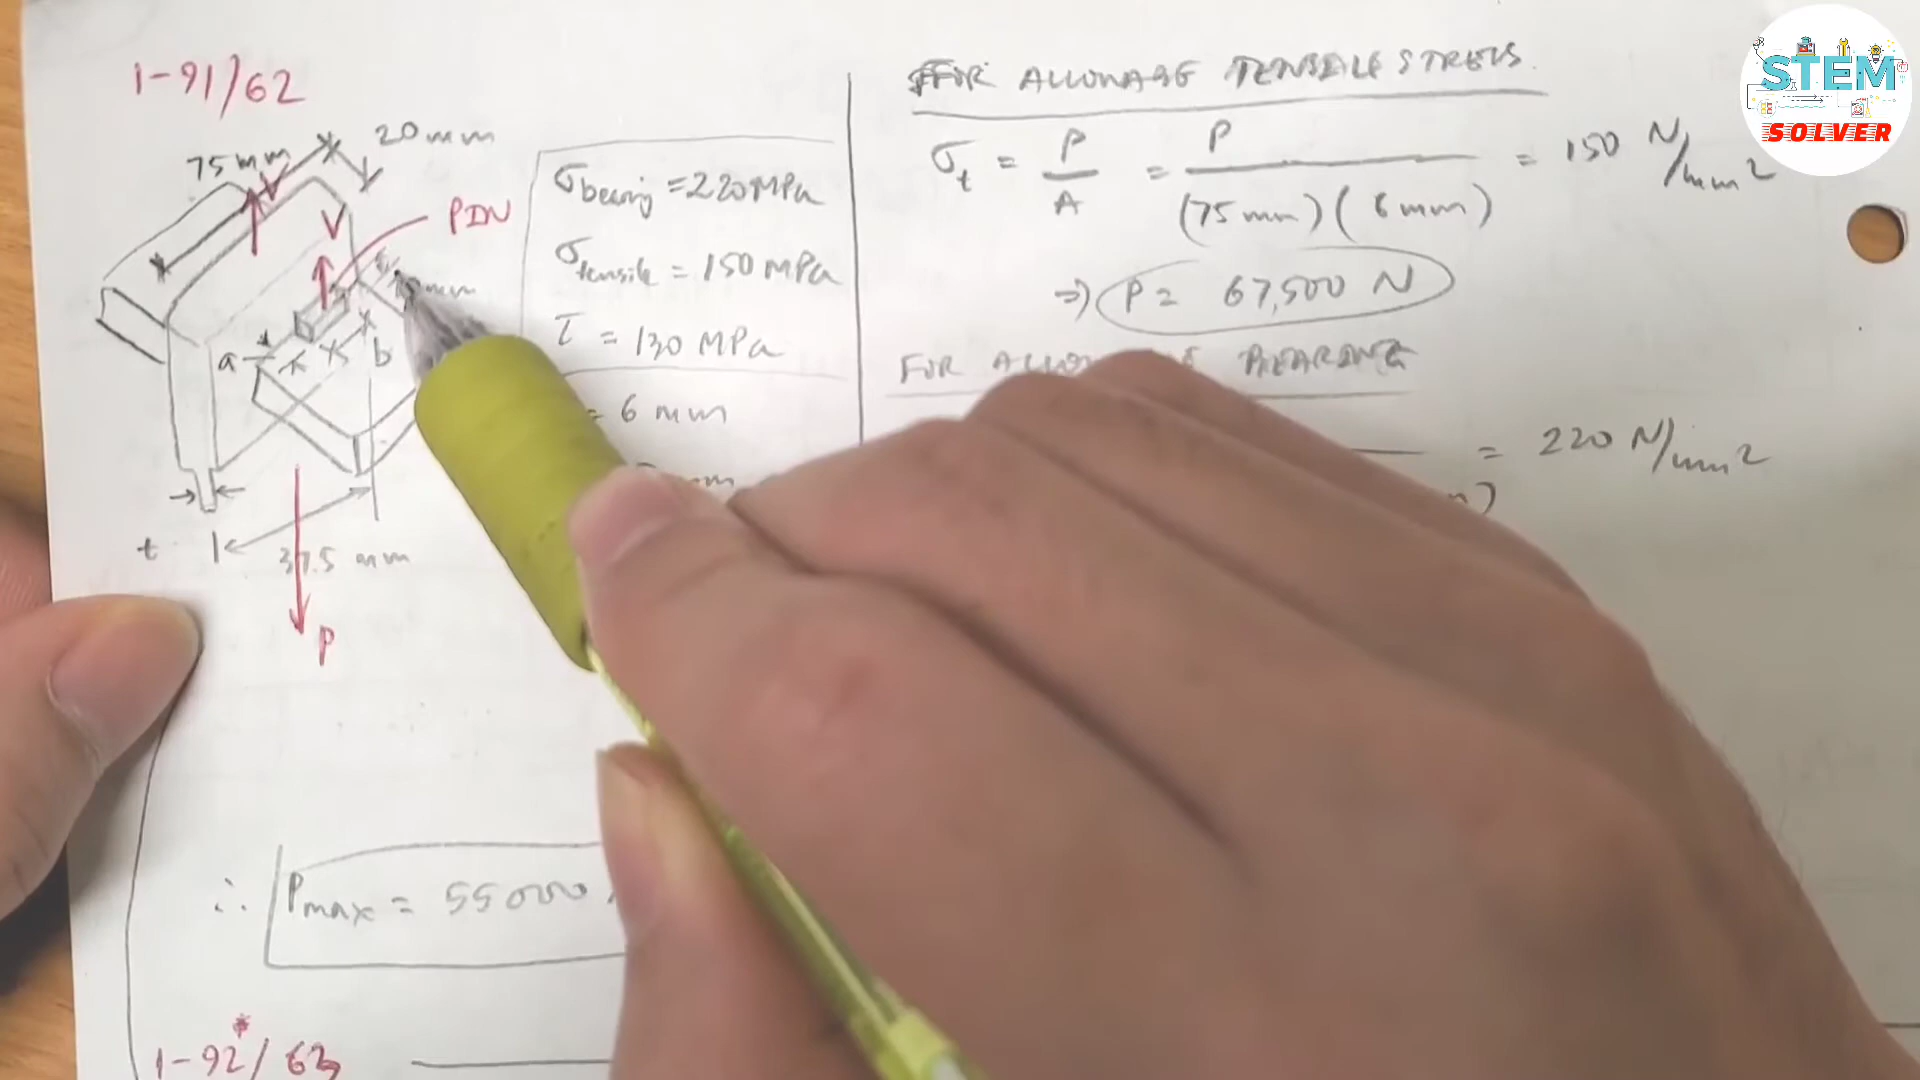 1-91/62
20 mm
75 mm
V
V
PIN
mm
a
b
t
37.5 mm
P
σbearing = 220 MPa
σtensile = 150 MPa
τ = 130 MPa
= 6 mm
mm
FOR ALLOWABLE TENSILE STRESS
σt = P/A = P/(75 mm)(6 mm) = 150 N/mm²
⇒ P = 67,500 N
FOR BEARING
= 220 N/mm²
∴ Pmax = 55000
1-92*/63
STEM
SOLVER